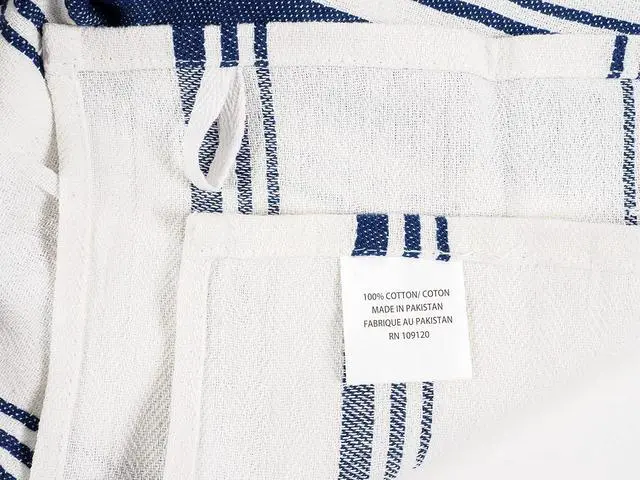 100% COTTON/ COTON
MADE IN PAKISTAN
FABRIQUE AU PAKISTAN
RN 109120